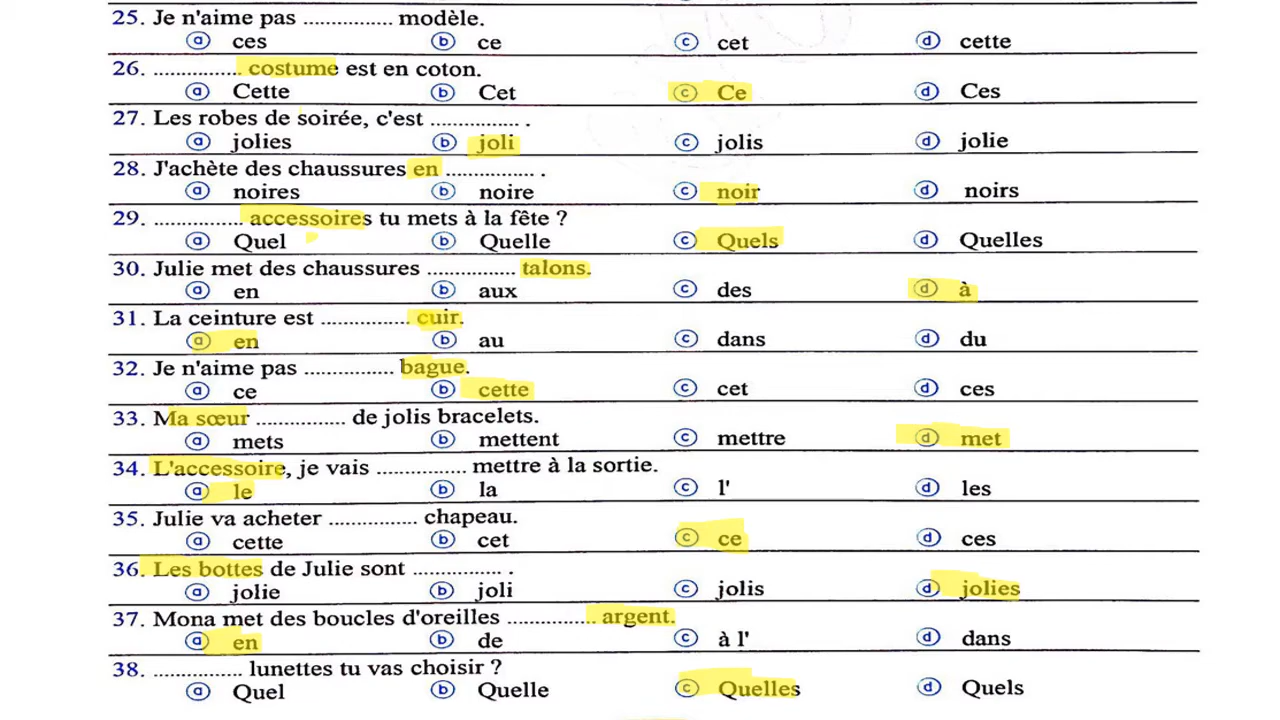 25. Je n'aime pas ............... modèle.
ⓐ ces ⓑ ce ⓒ cet ⓓ cette
26. ............... costume est en coton.
ⓐ Cette ⓑ Cet ⓒ Ce ⓓ Ces
27. Les robes de soirée, c'est ............... .
ⓐ jolies ⓑ joli ⓒ jolis ⓓ jolie
28. J'achète des chaussures en ............... .
ⓐ noires ⓑ noire ⓒ noir ⓓ noirs
29. ............... accessoires tu mets à la fête ?
ⓐ Quel ⓑ Quelle ⓒ Quels ⓓ Quelles
30. Julie met des chaussures ............... talons.
ⓐ en ⓑ aux ⓒ des ⓓ à
31. La ceinture est ............... cuir.
ⓐ en ⓑ au ⓒ dans ⓓ du
32. Je n'aime pas ............... bague.
ⓐ ce ⓑ cette ⓒ cet ⓓ ces
33. Ma sœur ............... de jolis bracelets.
ⓐ mets ⓑ mettent ⓒ mettre ⓓ met
34. L'accessoire, je vais ............... mettre à la sortie.
ⓐ le ⓑ la ⓒ l' ⓓ les
35. Julie va acheter ............... chapeau.
ⓐ cette ⓑ cet ⓒ ce ⓓ ces
36. Les bottes de Julie sont ............... .
ⓐ jolie ⓑ joli ⓒ jolis ⓓ jolies
37. Mona met des boucles d'oreilles ............... argent.
ⓐ en ⓑ de ⓒ à l' ⓓ dans
38. ............... lunettes tu vas choisir ?
ⓐ Quel ⓑ Quelle ⓒ Quelles ⓓ Quels